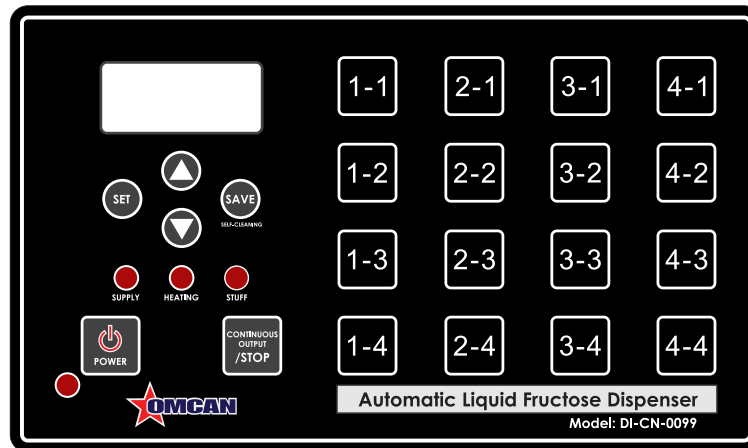 SET
SAVE
SELF-CLEANING
SUPPLY HEATING STUFF
POWER
CONTINUOUS
OUTPUT
/STOP
OMCAN
1-1 2-1 3-1 4-1
1-2 2-2 3-2 4-2
1-3 2-3 3-3 4-3
1-4 2-4 3-4 4-4
Automatic Liquid Fructose Dispenser
Model: DI-CN-0099